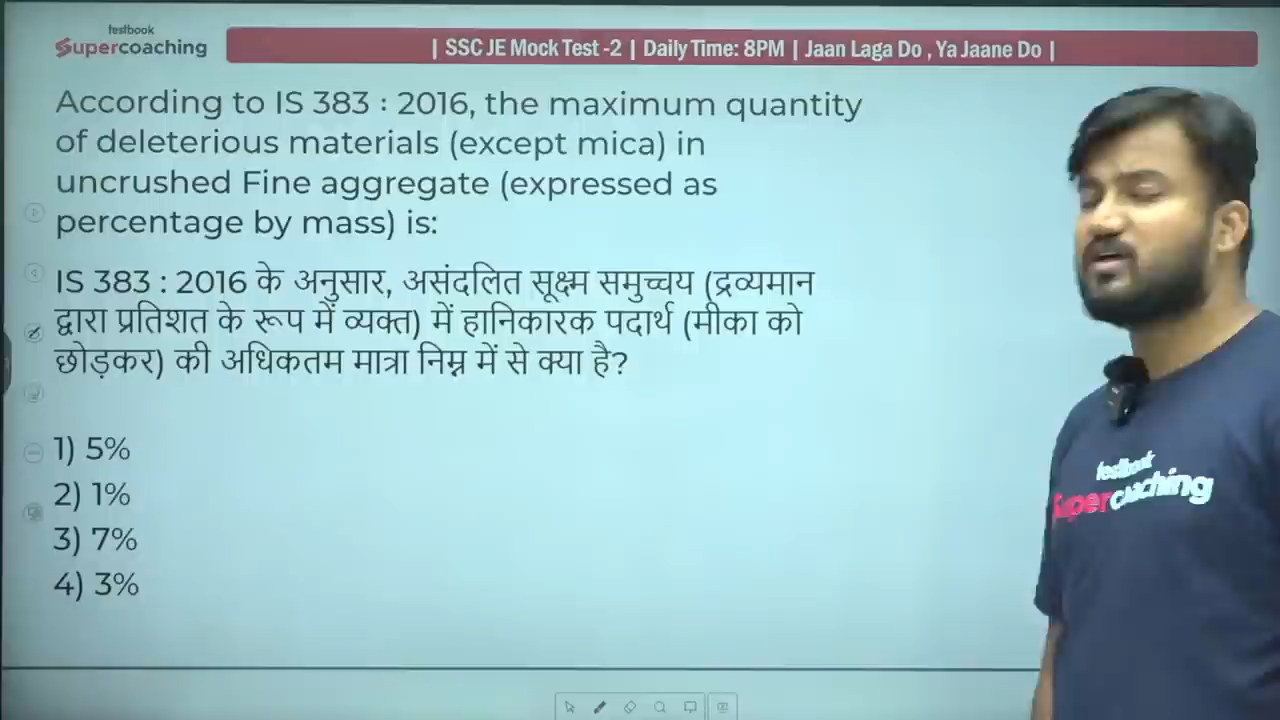 testbook
Supercoaching
| SSC JE Mock Test -2 | Daily Time: 8PM | Jaan Laga Do , Ya Jaane Do |
According to IS 383 : 2016, the maximum quantity
of deleterious materials (except mica) in
uncrushed Fine aggregate (expressed as
percentage by mass) is:
IS 383 : 2016 के अनुसार, असंदलित सूक्ष्म समुच्चय (द्रव्यमान
द्वारा प्रतिशत के रूप में व्यक्त) में हानिकारक पदार्थ (मीका को
छोड़कर) की अधिकतम मात्रा निम्न में से क्या है?
1) 5%
2) 1%
3) 7%
4) 3%
testbook
Supercoaching